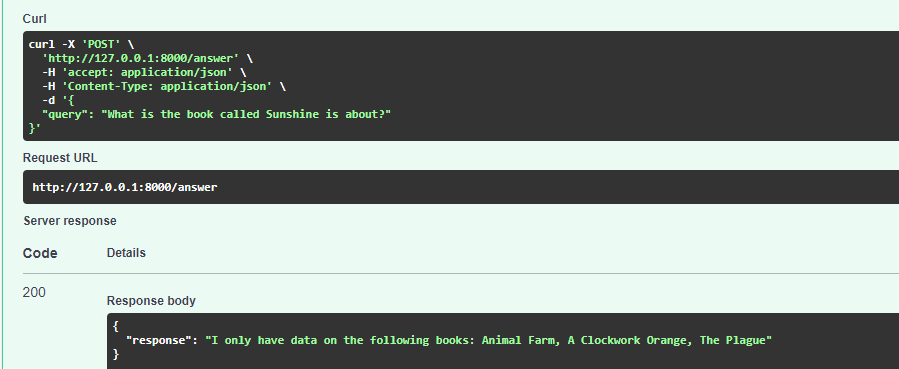 Curl
curl -X 'POST' \
  'http://127.0.0.1:8000/answer' \
  -H 'accept: application/json' \
  -H 'Content-Type: application/json' \
  -d '{
  "query": "What is the book called Sunshine is about?"
}'
Request URL
http://127.0.0.1:8000/answer
Server response
Code Details
200
Response body
{
  "response": "I only have data on the following books: Animal Farm, A Clockwork Orange, The Plague"
}